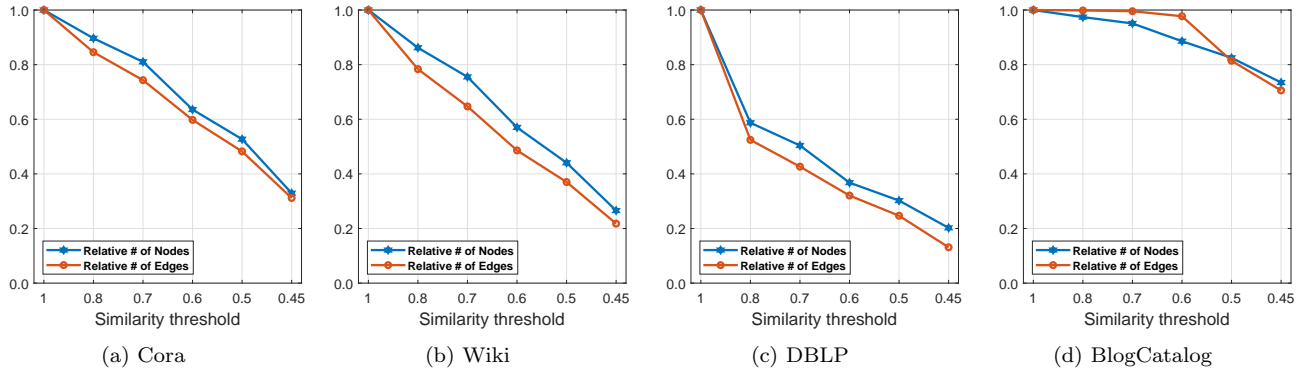 1.0
0.8
0.6
0.4
0.2
0.0
Relative # of Nodes
Relative # of Edges
1 0.8 0.7 0.6 0.5 0.45
Similarity threshold
(a) Cora
1.0
0.8
0.6
0.4
0.2
0.0
Relative # of Nodes
Relative # of Edges
1 0.8 0.7 0.6 0.5 0.45
Similarity threshold
(b) Wiki
1.0
0.8
0.6
0.4
0.2
0.0
Relative # of Nodes
Relative # of Edges
1 0.8 0.7 0.6 0.5 0.45
Similarity threshold
(c) DBLP
1.0
0.8
0.6
0.4
0.2
0.0
Relative # of Nodes
Relative # of Edges
1 0.8 0.7 0.6 0.5 0.45
Similarity threshold
(d) BlogCatalog